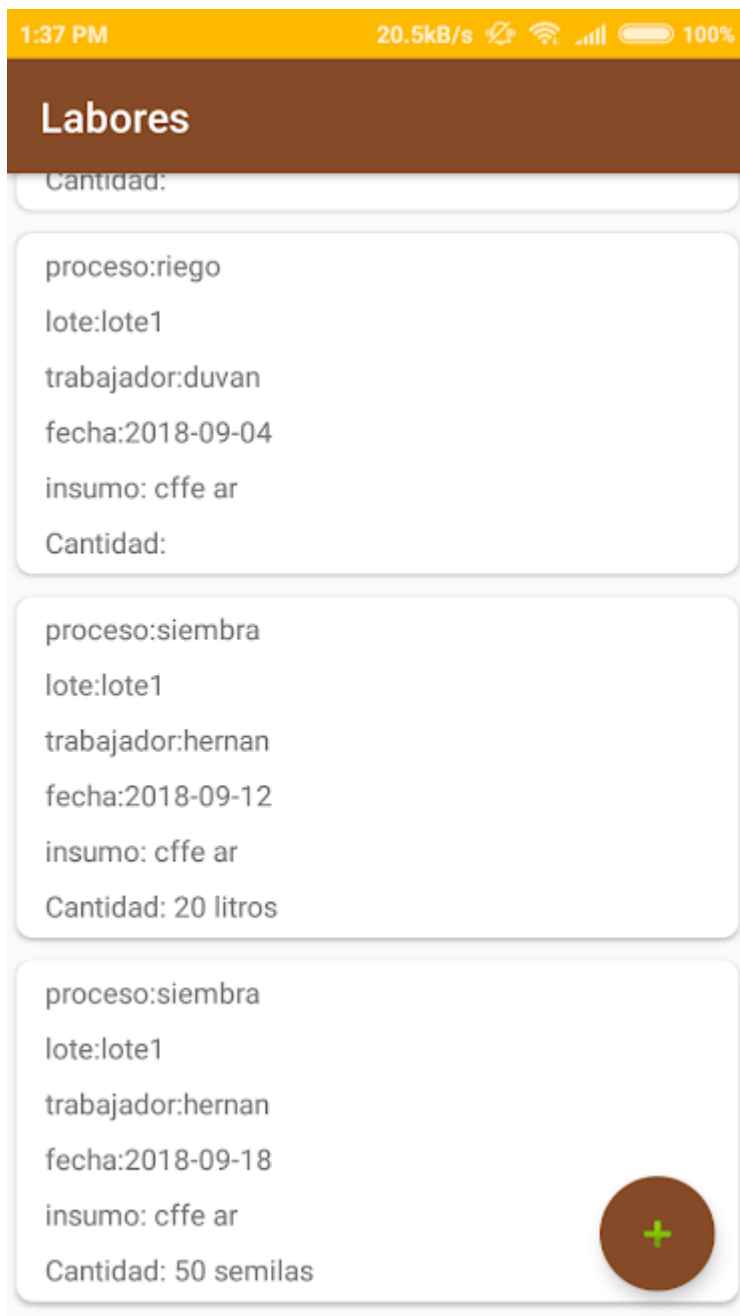 1:37 PM 20.5kB/s 100%
Labores
Cantidad:
proceso:riego
lote:lote1
trabajador:duvan
fecha:2018-09-04
insumo: cffe ar
Cantidad:
proceso:siembra
lote:lote1
trabajador:hernan
fecha:2018-09-12
insumo: cffe ar
Cantidad: 20 litros
proceso:siembra
lote:lote1
trabajador:hernan
fecha:2018-09-18
insumo: cffe ar
Cantidad: 50 semilas